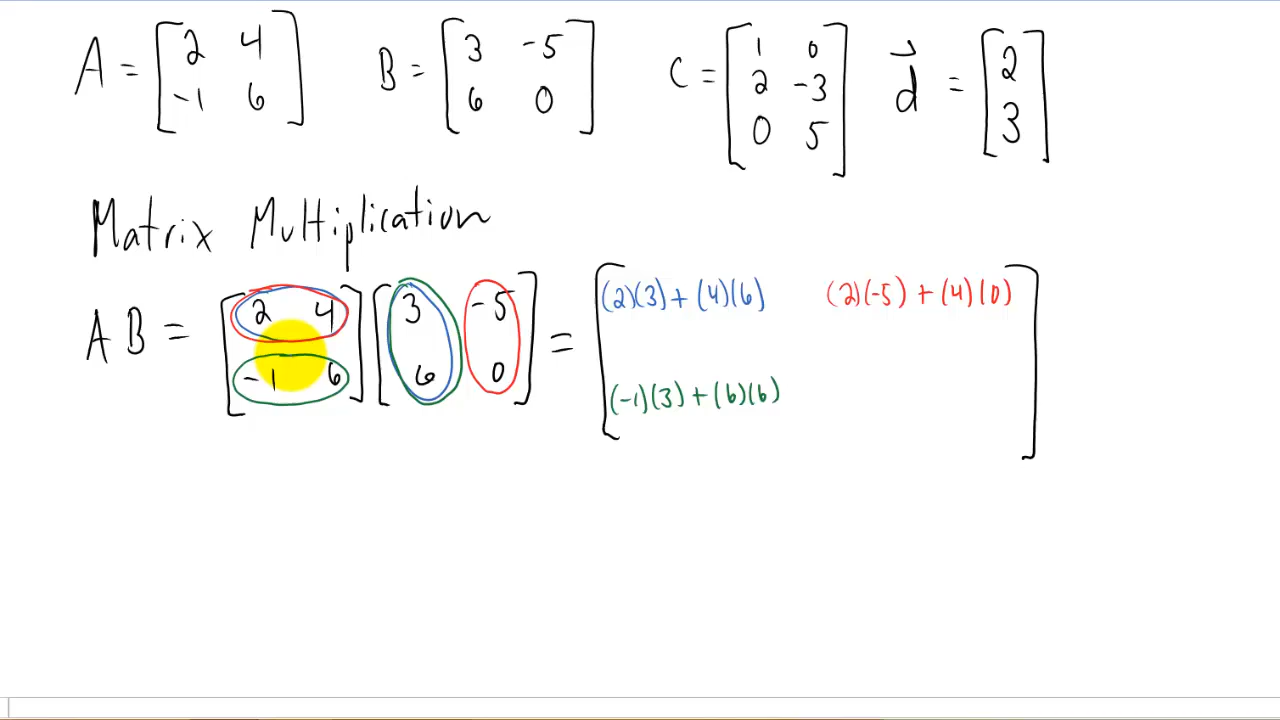 A = [2 4; -1 6] B = [3 -5; 6 0] C = [1 0; 2 -3; 0 5] d⃗ = [2; 3]
Matrix Multiplication
AB = [2 4; -1 6] [3 -5; 6 0] = [(2)(3) + (4)(6) (2)(-5) + (4)(0); (-1)(3) + (6)(6)]